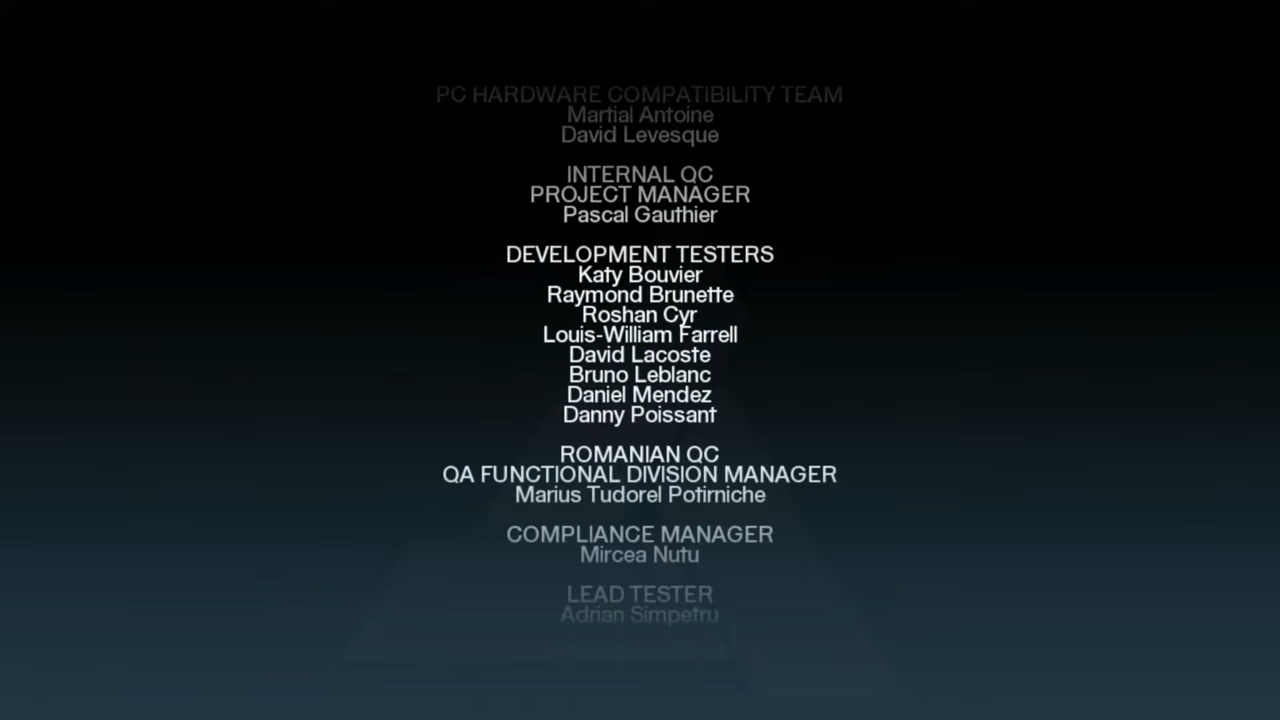 PC HARDWARE COMPATIBILITY TEAM
Martial Antoine
David Levesque
INTERNAL QC
PROJECT MANAGER
Pascal Gauthier
DEVELOPMENT TESTERS
Katy Bouvier
Raymond Brunette
Roshan Cyr
Louis-William Farrell
David Lacoste
Bruno Leblanc
Daniel Mendez
Danny Poissant
ROMANIAN QC
QA FUNCTIONAL DIVISION MANAGER
Marius Tudorel Potirniche
COMPLIANCE MANAGER
Mircea Nutu
LEAD TESTER
Adrian Simpetru